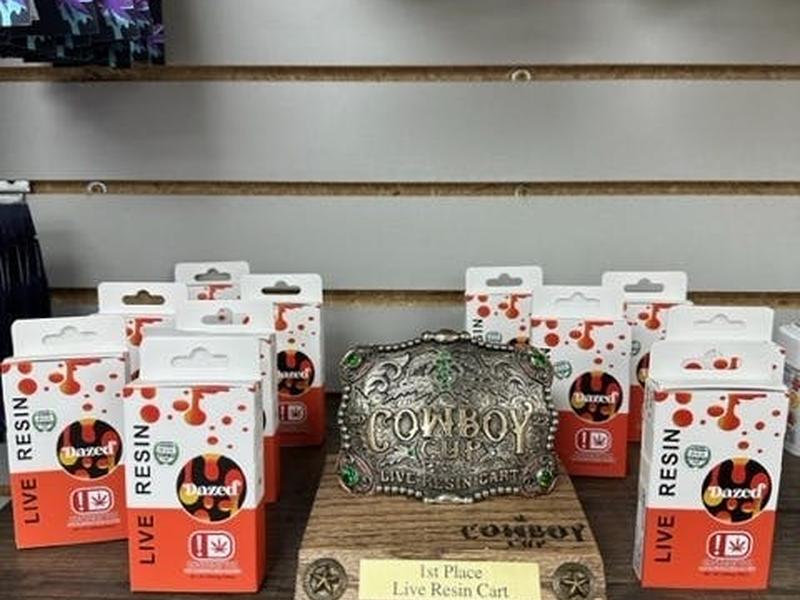 LIVE RESIN
Dazed
LIVE RESIN
Dazed
Dazed
COWBOY
CUP
LIVE RESIN CART
COWBOY
CUP
1st Place
Live Resin Cart
Dazed
LIVE RESIN
Dazed